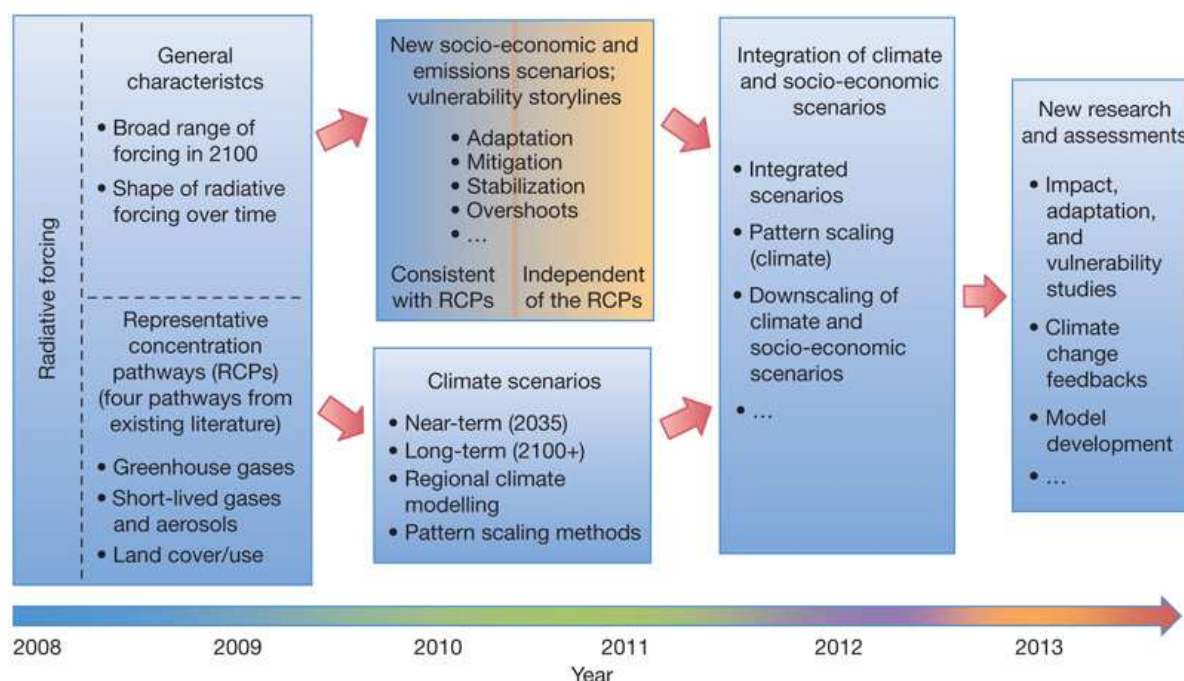 Radiative forcing
General
characteristcs
• Broad range of
forcing in 2100
• Shape of radiative
forcing over time
Representative
concentration
pathways (RCPs)
(four pathways from
existing literature)
• Greenhouse gases
• Short-lived gases
and aerosols
• Land cover/use
New socio-economic and
emissions scenarios;
vulnerability storylines
• Adaptation
• Mitigation
• Stabilization
• Overshoots
• ...
Consistent
with RCPs
Independent
of the RCPs
Climate scenarios
• Near-term (2035)
• Long-term (2100+)
• Regional climate
modelling
• Pattern scaling methods
Integration of climate
and socio-economic
scenarios
• Integrated
scenarios
• Pattern scaling
(climate)
• Downscaling of
climate and
socio-economic
scenarios
• ...
New research
and assessments
• Impact,
adaptation,
and
vulnerability
studies
• Climate
change
feedbacks
• Model
development
• ...
2008 2009 2010 2011 2012 2013
Year